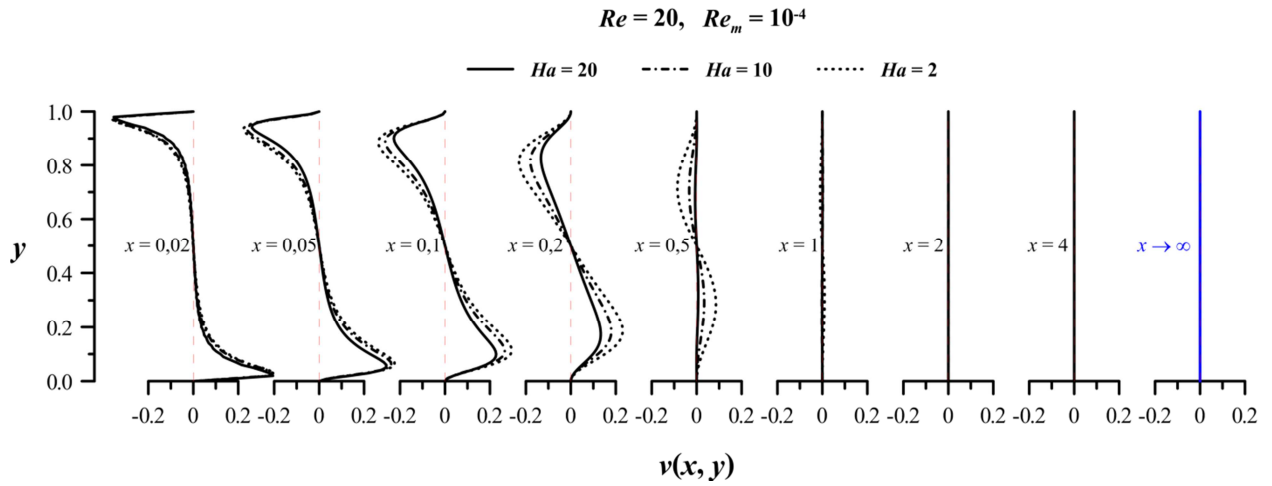 Re = 20, Reₘ = 10⁻⁴
Ha = 20 Ha = 10 Ha = 2
1.0
0.8
0.6
y
x = 0,02 x = 0,05 x = 0,1 x = 0,2 x = 0,5 x = 1 x = 2 x = 4 x → ∞
0.4
0.2
0.0
-0.2 0 0.2 -0.2 0 0.2 -0.2 0 0.2 -0.2 0 0.2 -0.2 0 0.2 -0.2 0 0.2 -0.2 0 0.2 -0.2 0 0.2 -0.2 0 0.2
v(x, y)